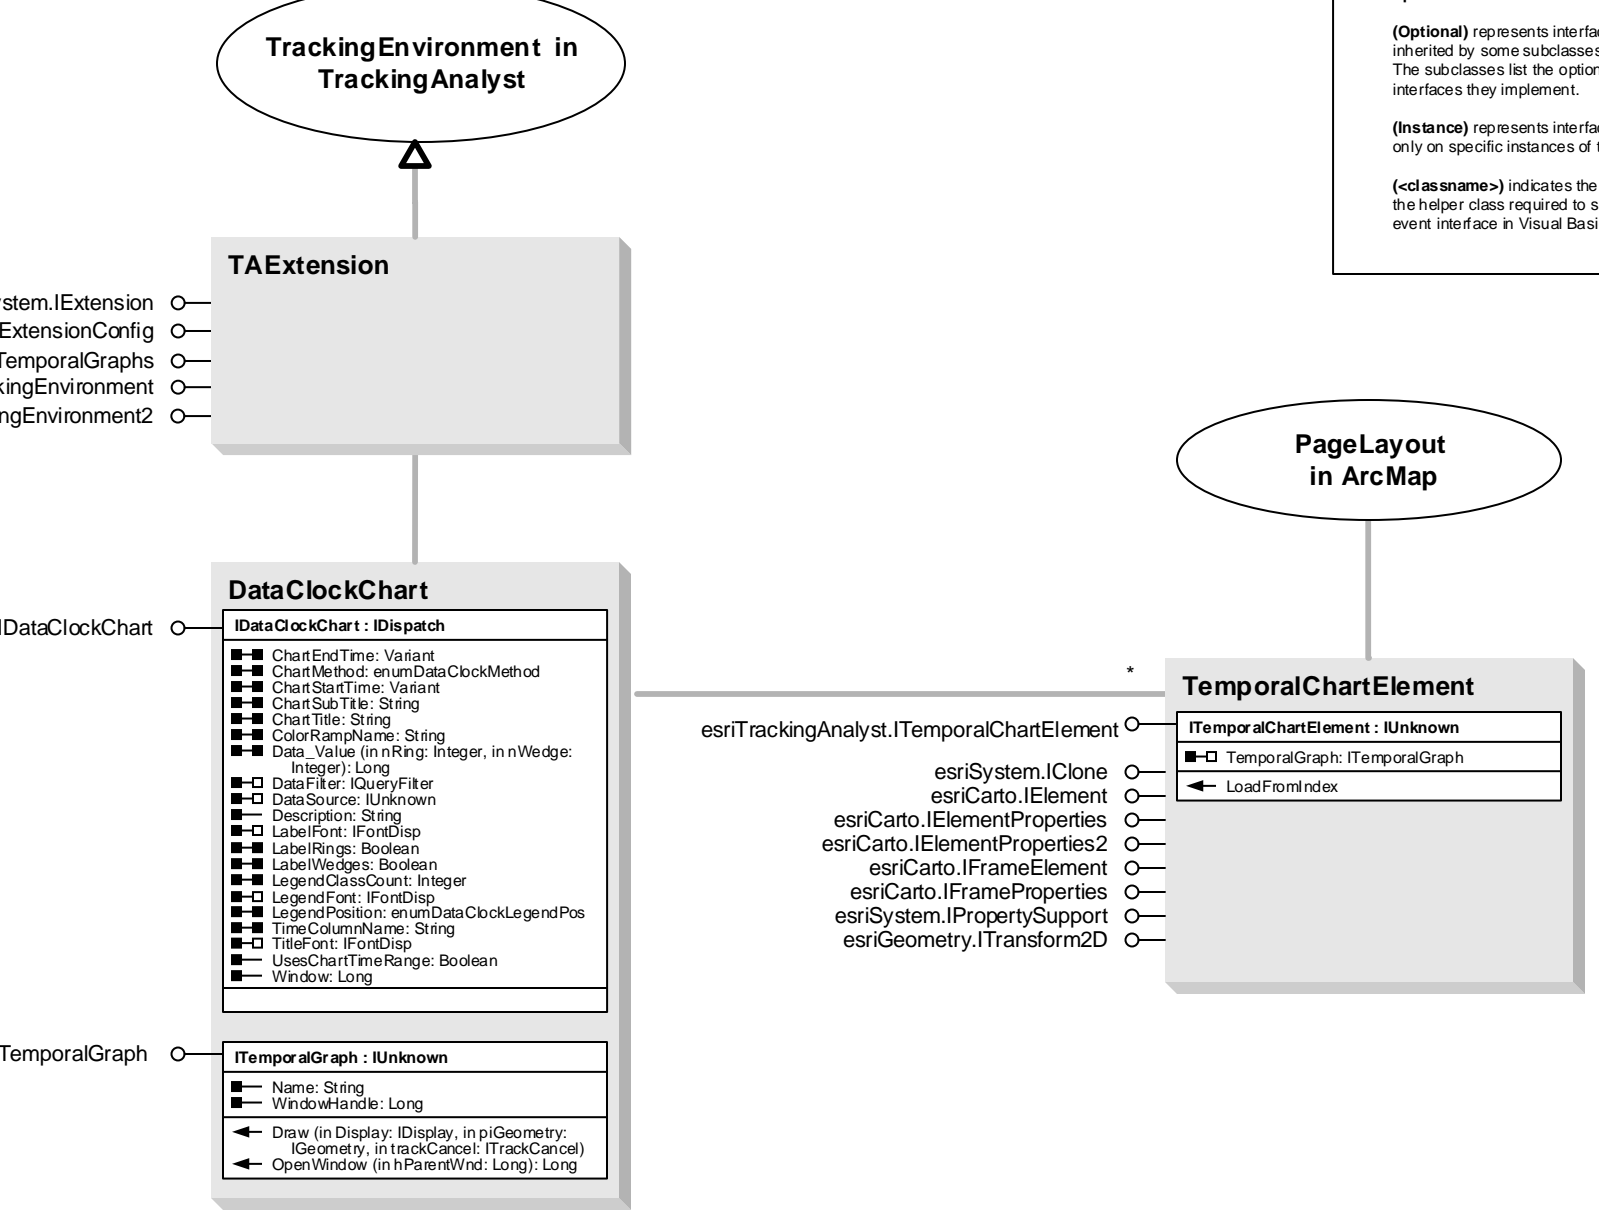 TrackingEnvironment in
TrackingAnalyst
(Optional) represents
inherited by some subclasses
The subclasses list the
interfaces they implement.
(Instance) represents
only on specific instances of
(<classname>) indicates the
the helper class required to
event interface in Visual
TAExtension
stem.IExtension
ExtensionConfig
TemporalGraphs
kingEnvironment
ngEnvironment2
PageLayout
in ArcMap
DataClockChart
IDataClockChart
IDataClockChart : IDispatch
ChartEndTime: Variant
ChartMethod: enumDataClockMethod
ChartStartTime: Variant
ChartSubTitle: String
ChartTitle: String
ColorRampName: String
Data_Value (in nRing: Integer, in nWedge:
Integer): Long
DataFilter: IQueryFilter
DataSource: IUnknown
Description: String
LabelFont: IFontDisp
LabelRings: Boolean
LabelWedges: Boolean
LegendClassCount: Integer
LegendFont: IFontDisp
LegendPosition: enumDataClockLegendPos
TimeColumnName: String
TitleFont: IFontDisp
UsesChartTimeRange: Boolean
Window: Long
TemporalGraph
ITemporalGraph : IUnknown
Name: String
WindowHandle: Long
Draw (in Display: IDisplay, in piGeometry:
IGeometry, in trackCancel: ITrackCancel)
OpenWindow (in hParentWnd: Long): Long
*
TemporalChartElement
esriTrackingAnalyst.ITemporalChartElement
ITemporalChartElement : IUnknown
TemporalGraph: ITemporalGraph
LoadFromIndex
esriSystem.IClone
esriCarto.IElement
esriCarto.IElementProperties
esriCarto.IElementProperties2
esriCarto.IFrameElement
esriCarto.IFrameProperties
esriSystem.IPropertySupport
esriGeometry.ITransform2D